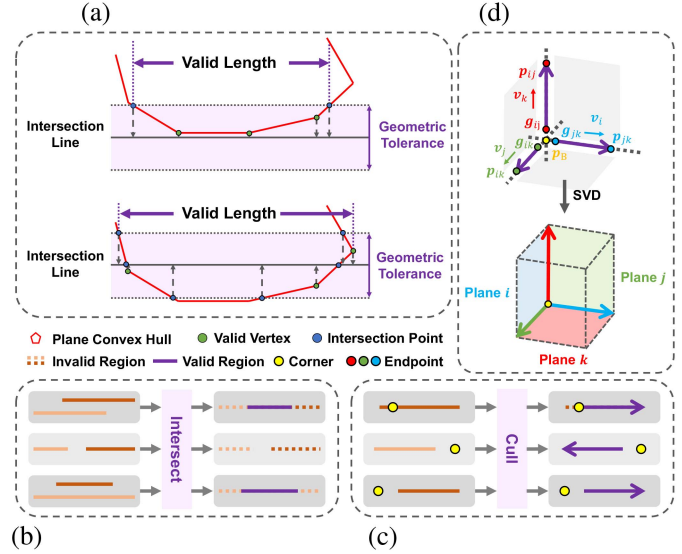 (a)
Valid Length
Intersection
Line
Geometric
Tolerance
Valid Length
Intersection
Line
Geometric
Tolerance
(d)
p_ij
v_k
g_ij
g_jk
v_i
p_jk
g_ik
v_j
p_B
p_ik
SVD
Plane i
Plane j
Plane k
Plane Convex Hull
Valid Vertex
Intersection Point
Invalid Region
Valid Region
Corner
Endpoint
Intersect
(b)
Cull
(c)